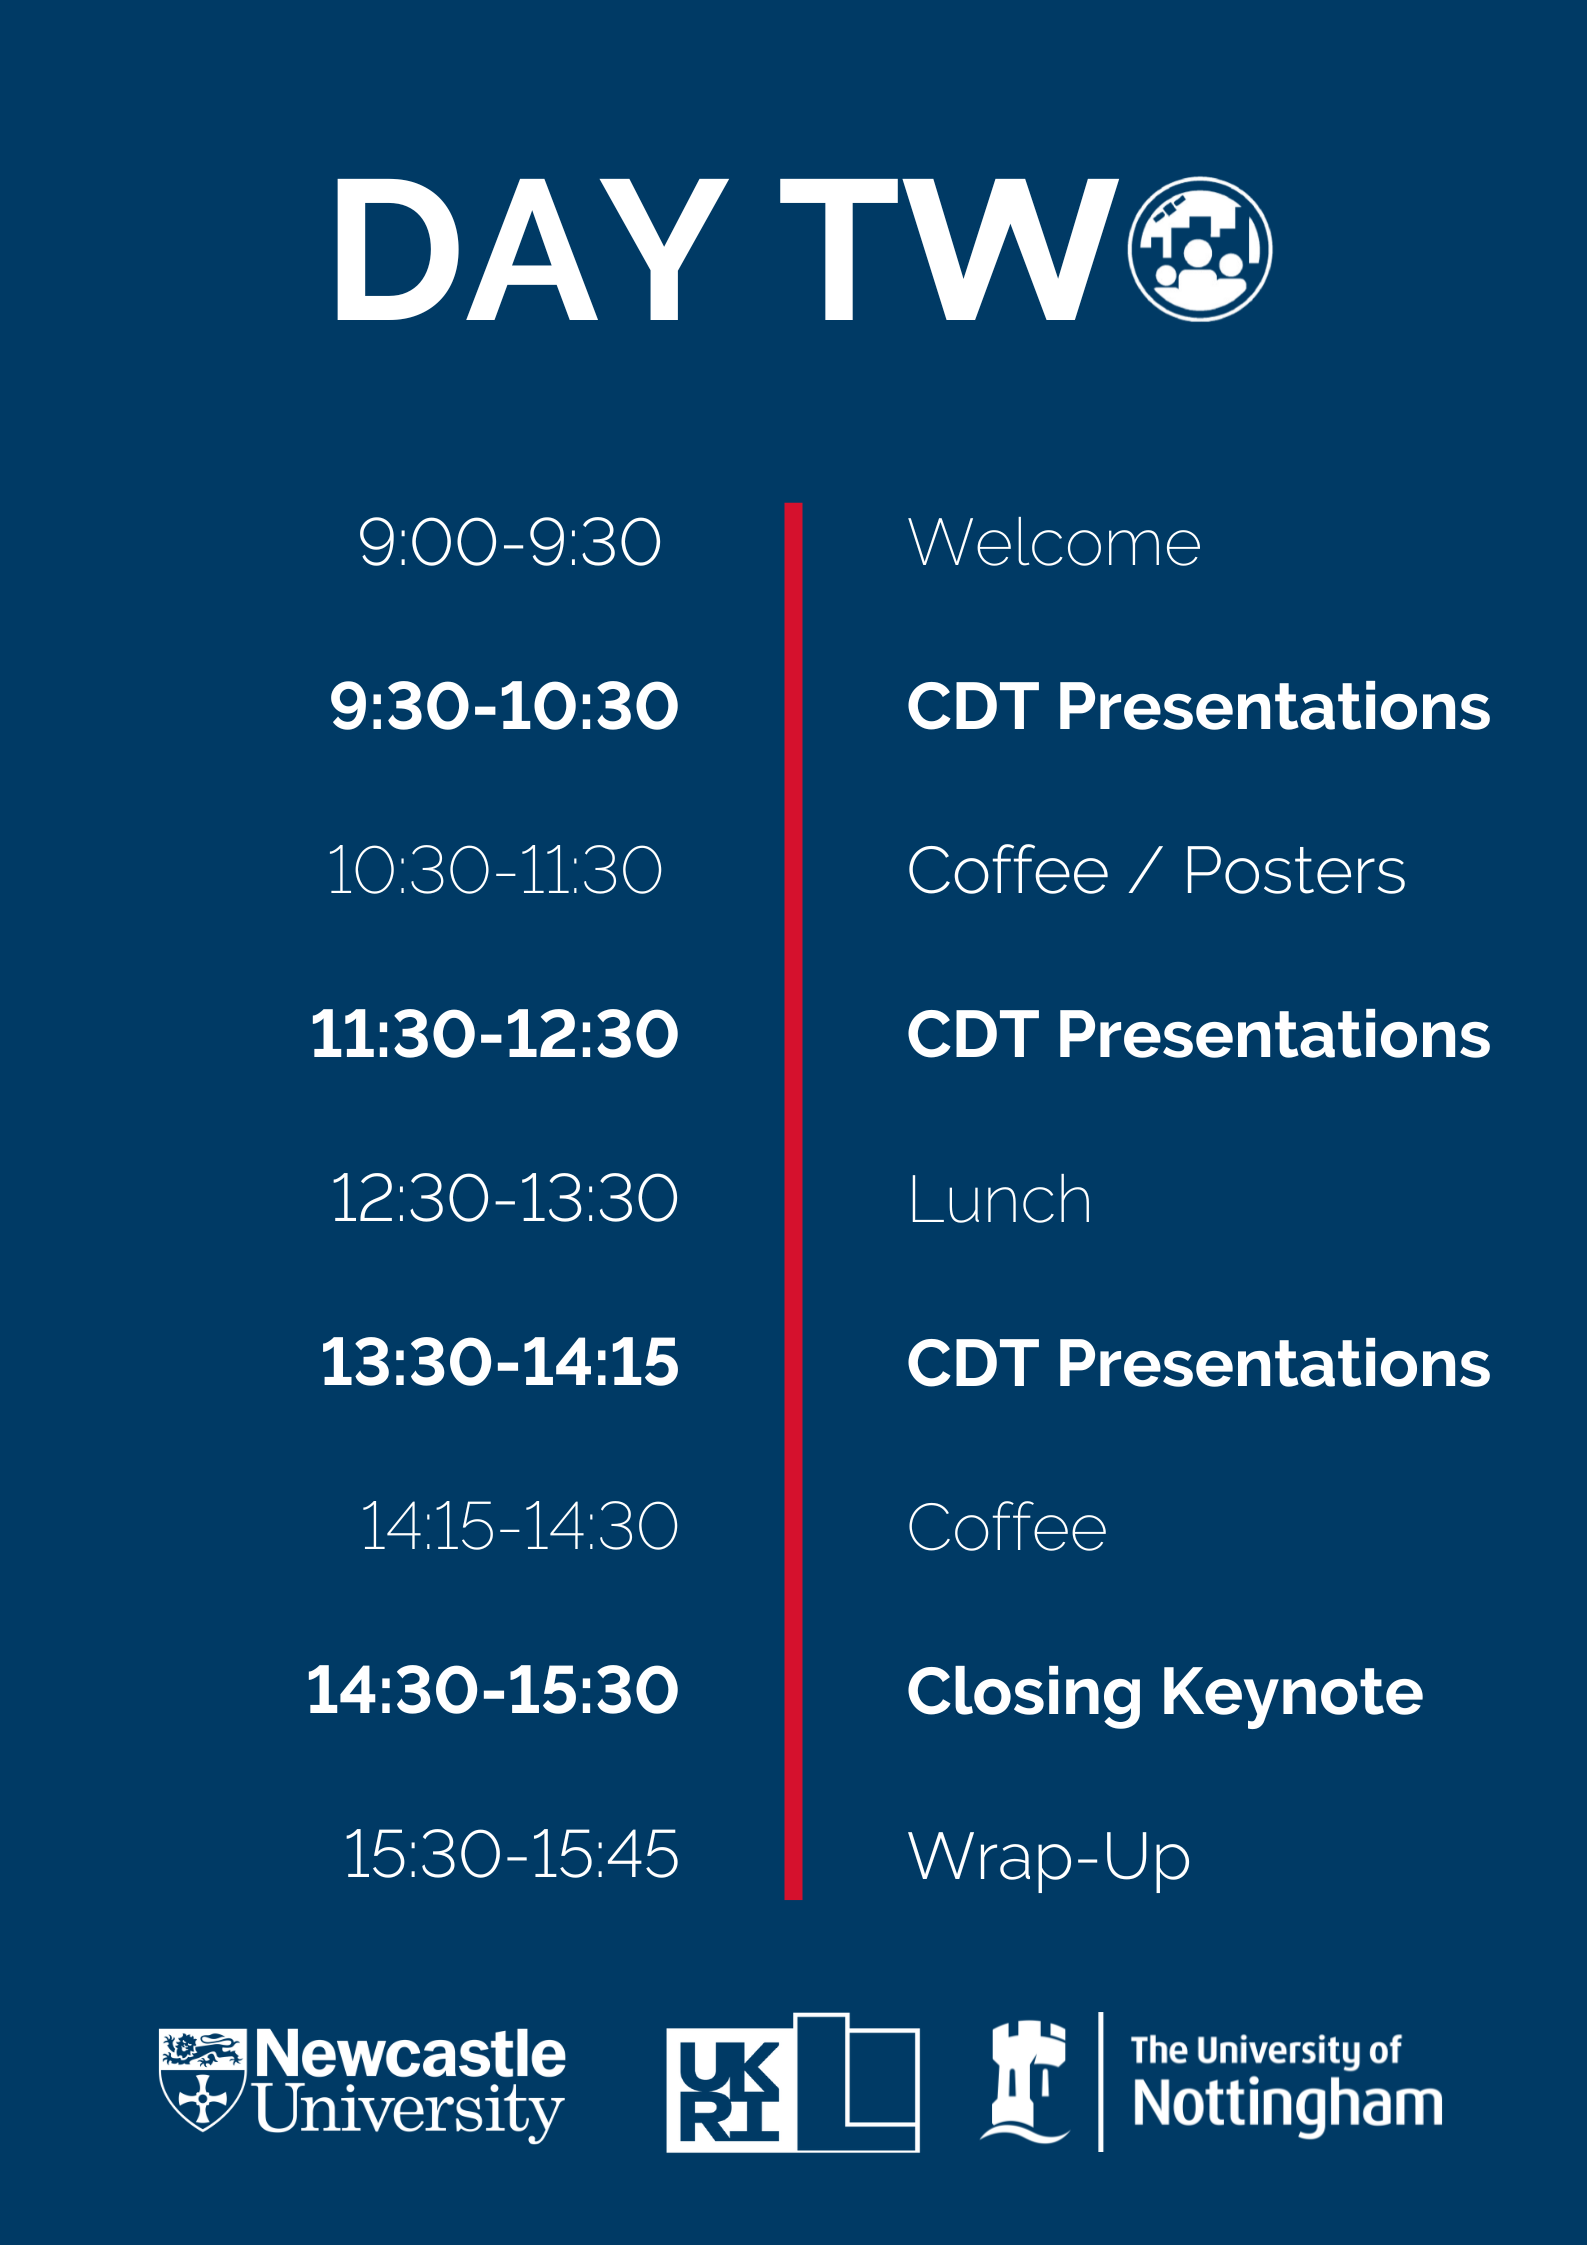 DAY TWO
9:00-9:30 Welcome
9:30-10:30 CDT Presentations
10:30-11:30 Coffee / Posters
11:30-12:30 CDT Presentations
12:30-13:30 Lunch
13:30-14:15 CDT Presentations
14:15-14:30 Coffee
14:30-15:30 Closing Keynote
15:30-15:45 Wrap-Up
Newcastle
University
UK
RI
The University of
Nottingham